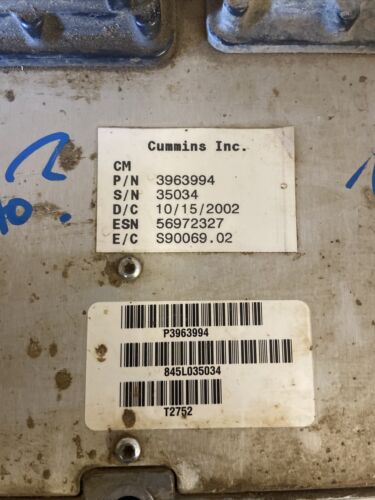 Cummins Inc.
CM
P/N 3963994
S/N 35034
D/C 10/15/2002
ESN 56972327
E/C S90069.02
P3963994
845L035034
T2752